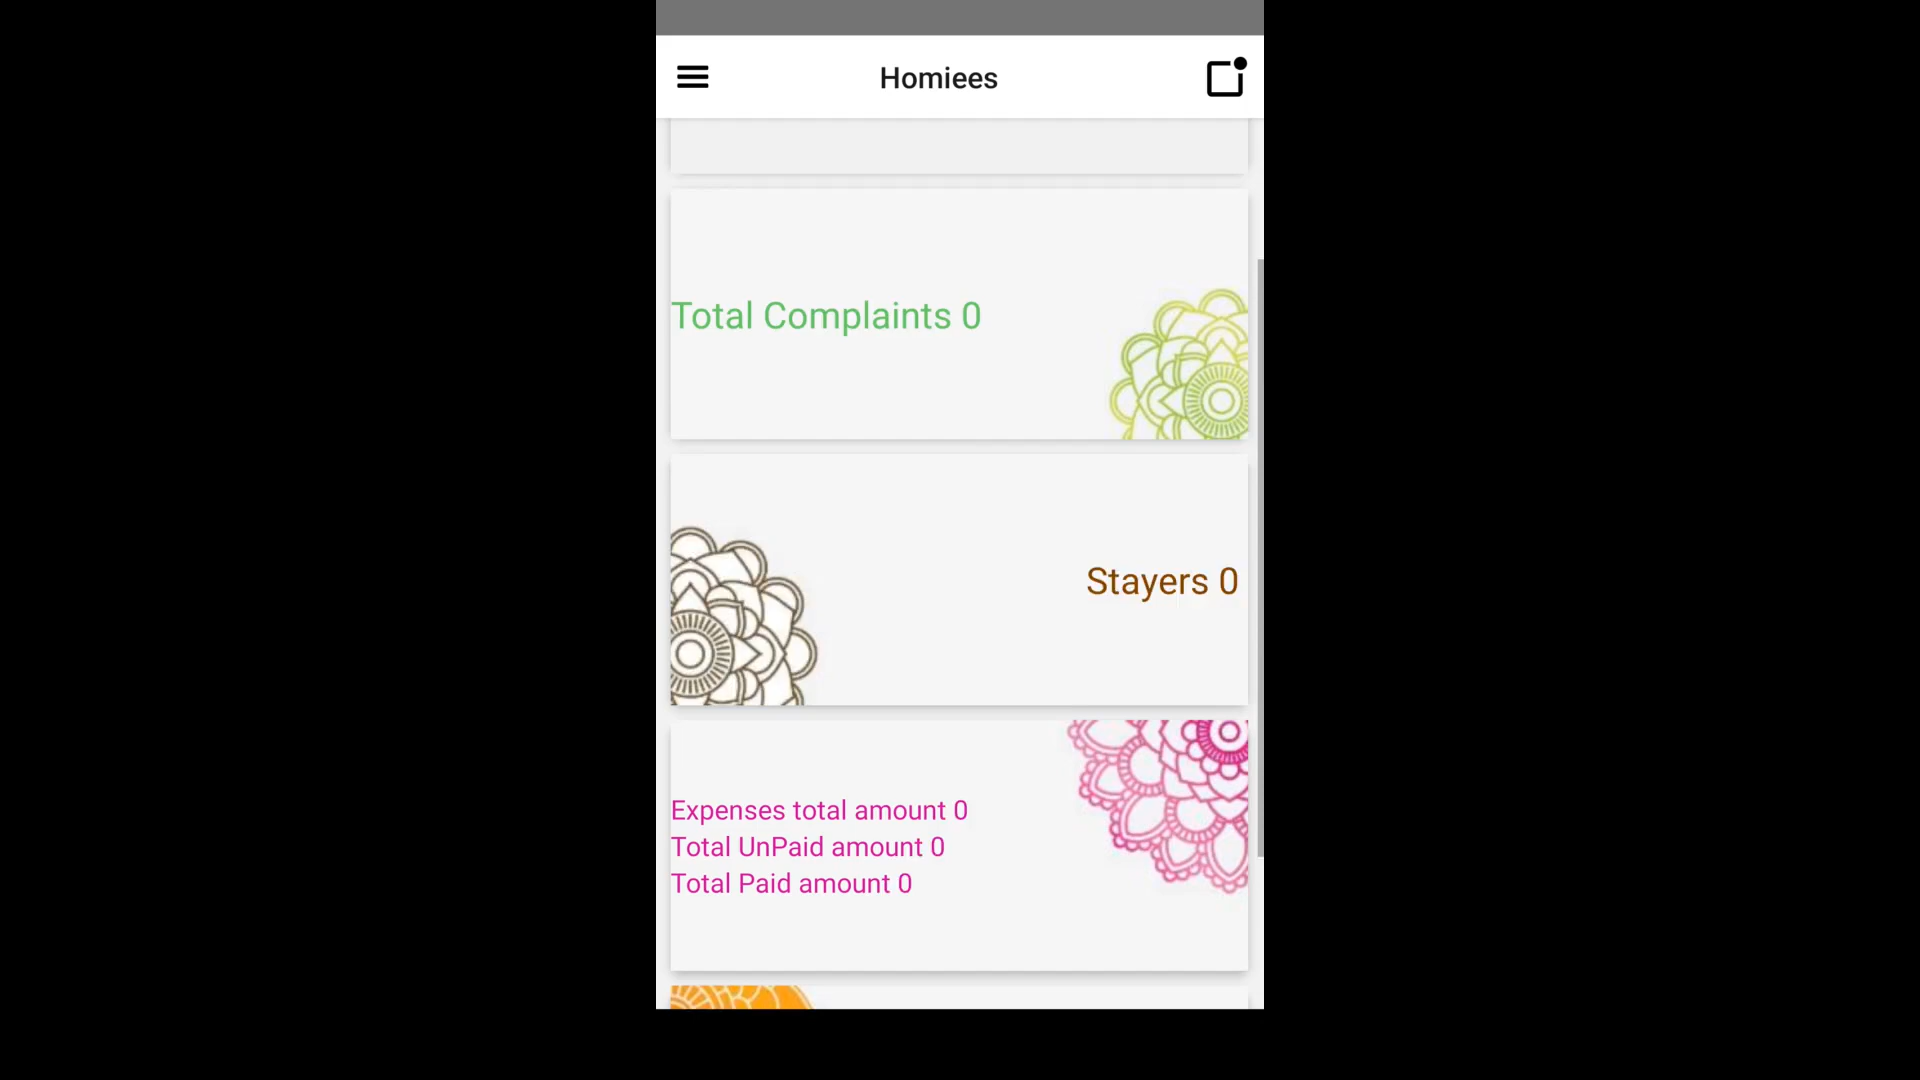 Homiees
Total Complaints 0
Stayers 0
Expenses total amount 0
Total UnPaid amount 0
Total Paid amount 0